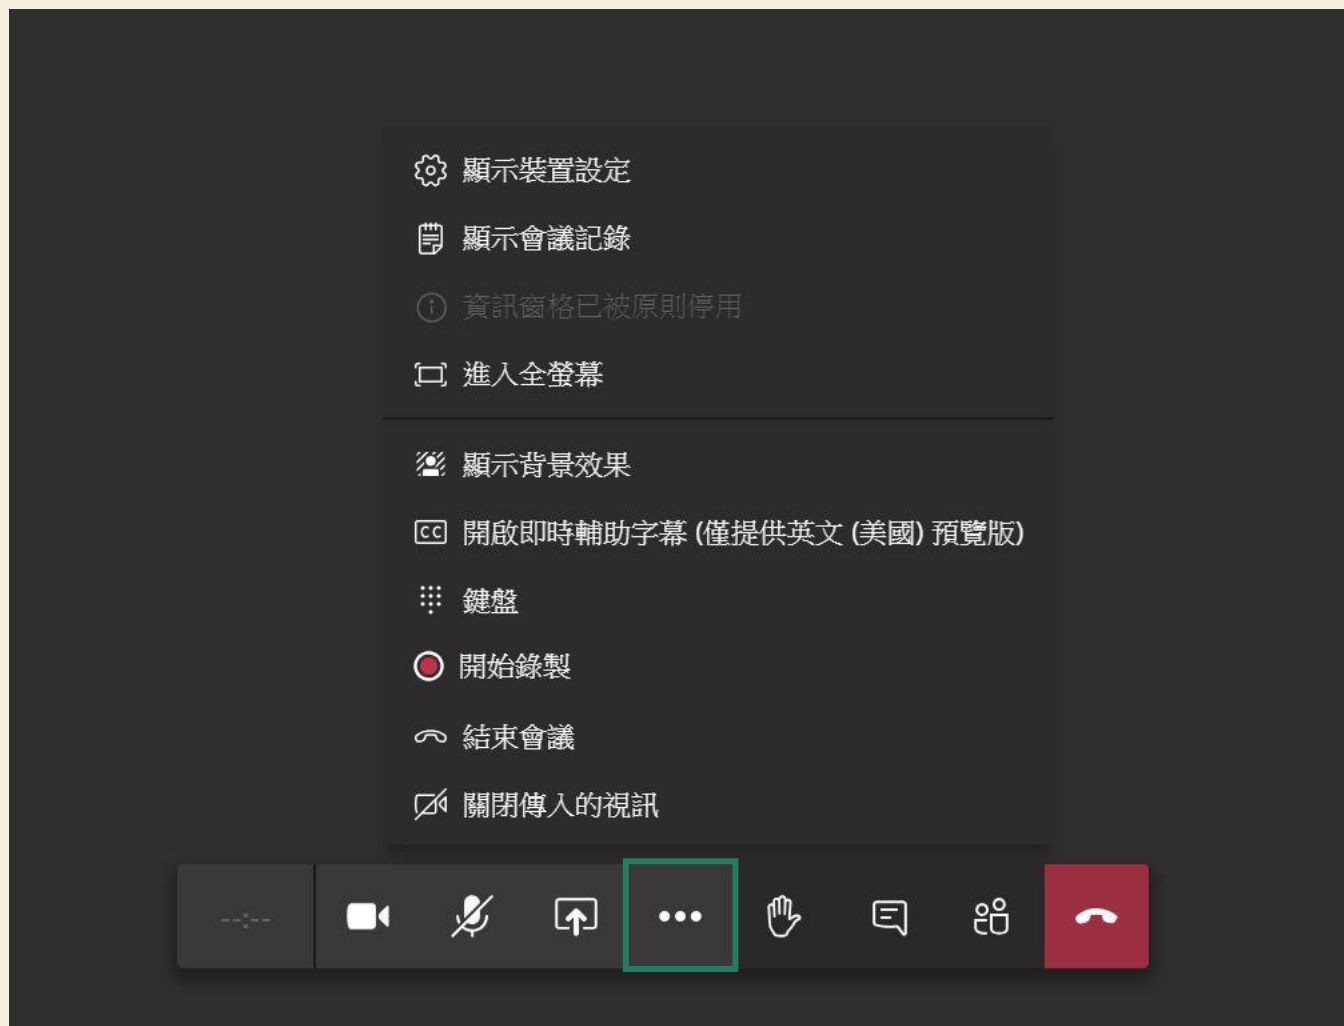 顯示裝置設定
顯示會議記錄
資訊窗格已被原則停用
進入全螢幕
顯示背景效果
CC 開啟即時輔助字幕 (僅提供英文 (美國) 預覽版)
鍵盤
開始錄製
結束會議
關閉傳入的視訊
--:--